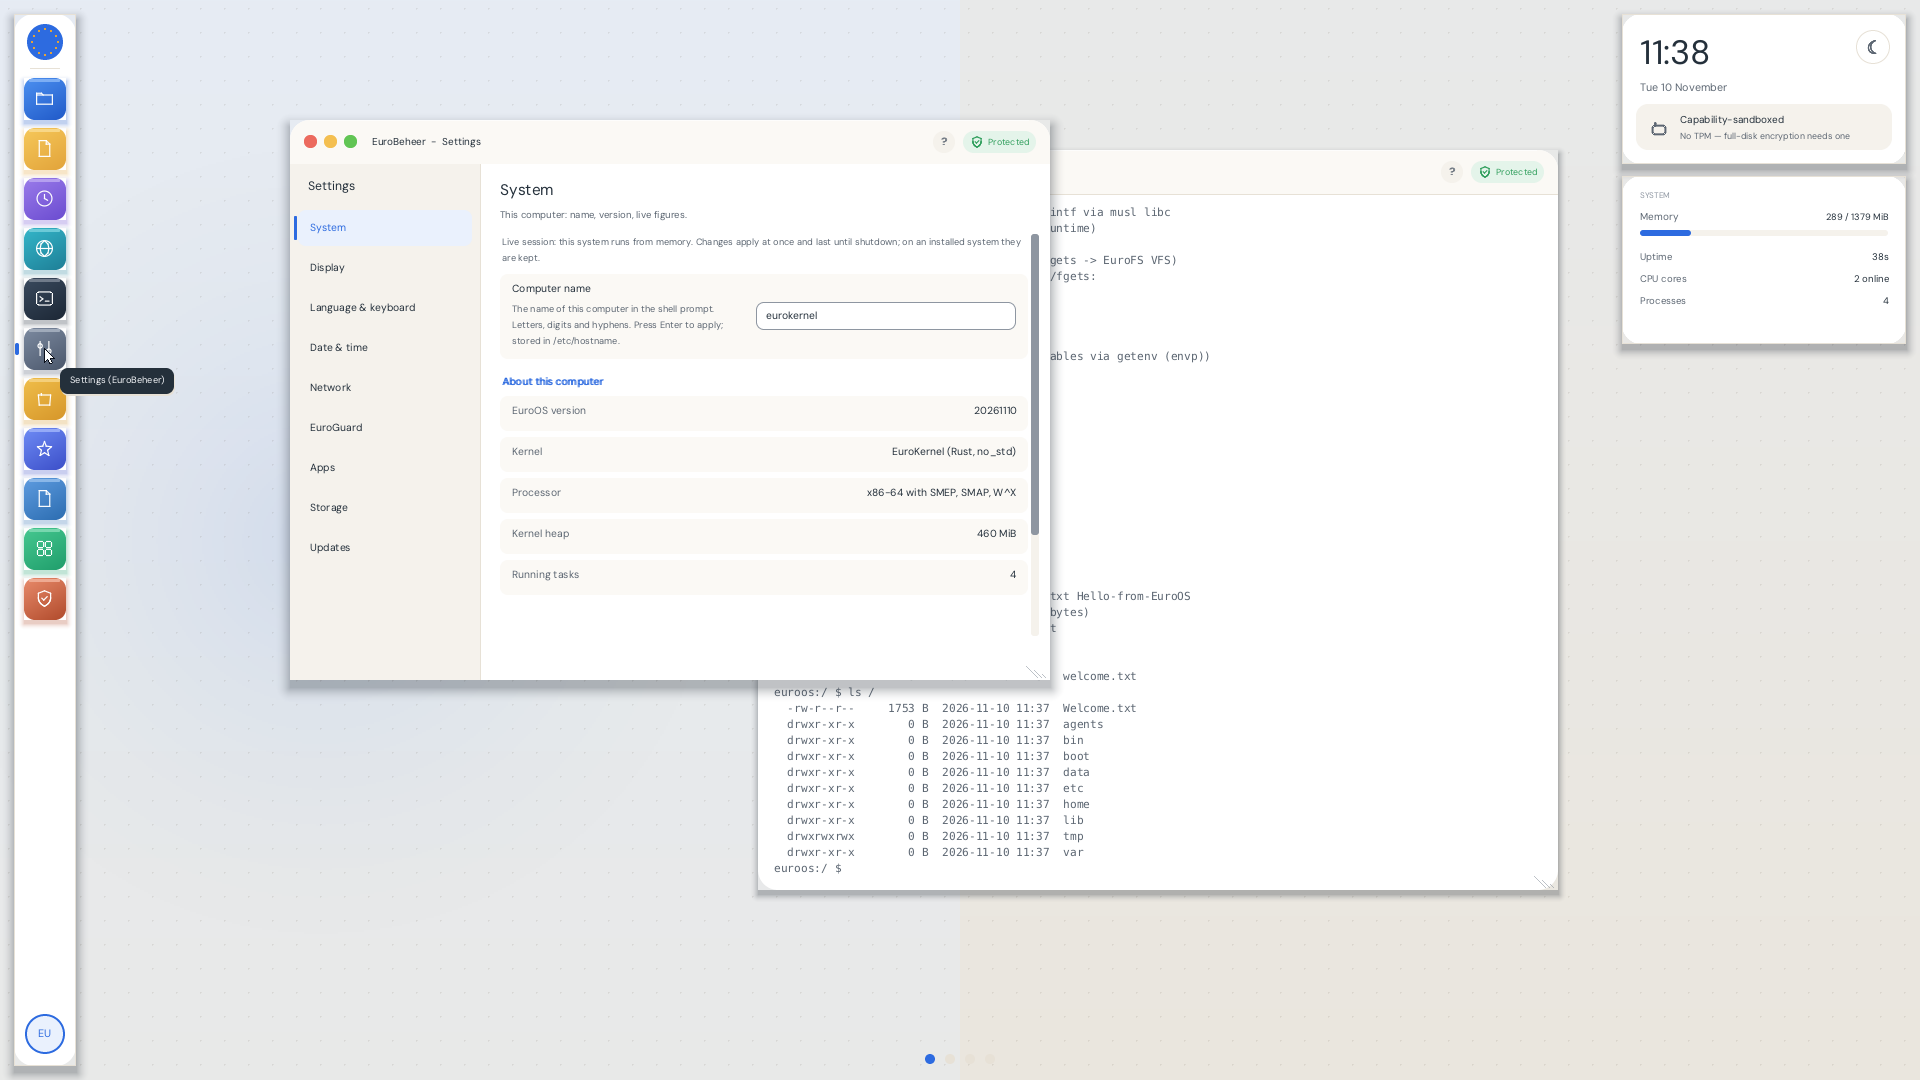 EuroBeheer - Settings
?
Protected
Settings
System
Display
Language & keyboard
Date & time
Network
EuroGuard
Apps
Storage
Updates
System
This computer: name, version, live figures.
Live session: this system runs from memory. Changes apply at once and last until shutdown; on an installed system they
are kept.
Computer name
The name of this computer in the shell prompt.
Letters, digits and hyphens. Press Enter to apply;
stored in /etc/hostname.
eurokernel
About this computer
EuroOS version 20261110
Kernel EuroKernel (Rust, no_std)
Processor x86-64 with SMEP, SMAP, W^X
Kernel heap 460 MiB
Running tasks 4
Settings (EuroBeheer)
EU
?
Protected
intf via musl libc
untime)
gets -> EuroFS VFS)
/fgets:
ables via getenv (envp))
txt Hello-from-EuroOS
bytes)
t
welcome.txt
euroos:/ $ ls /
-rw-r--r-- 1753 B 2026-11-10 11:37 Welcome.txt
drwxr-xr-x 0 B 2026-11-10 11:37 agents
drwxr-xr-x 0 B 2026-11-10 11:37 bin
drwxr-xr-x 0 B 2026-11-10 11:37 boot
drwxr-xr-x 0 B 2026-11-10 11:37 data
drwxr-xr-x 0 B 2026-11-10 11:37 etc
drwxr-xr-x 0 B 2026-11-10 11:37 home
drwxr-xr-x 0 B 2026-11-10 11:37 lib
drwxrwxrwx 0 B 2026-11-10 11:37 tmp
drwxr-xr-x 0 B 2026-11-10 11:37 var
euroos:/ $
11:38
Tue 10 November
Capability-sandboxed
No TPM — full-disk encryption needs one
SYSTEM
Memory 289 / 1379 MiB
Uptime 38s
CPU cores 2 online
Processes 4